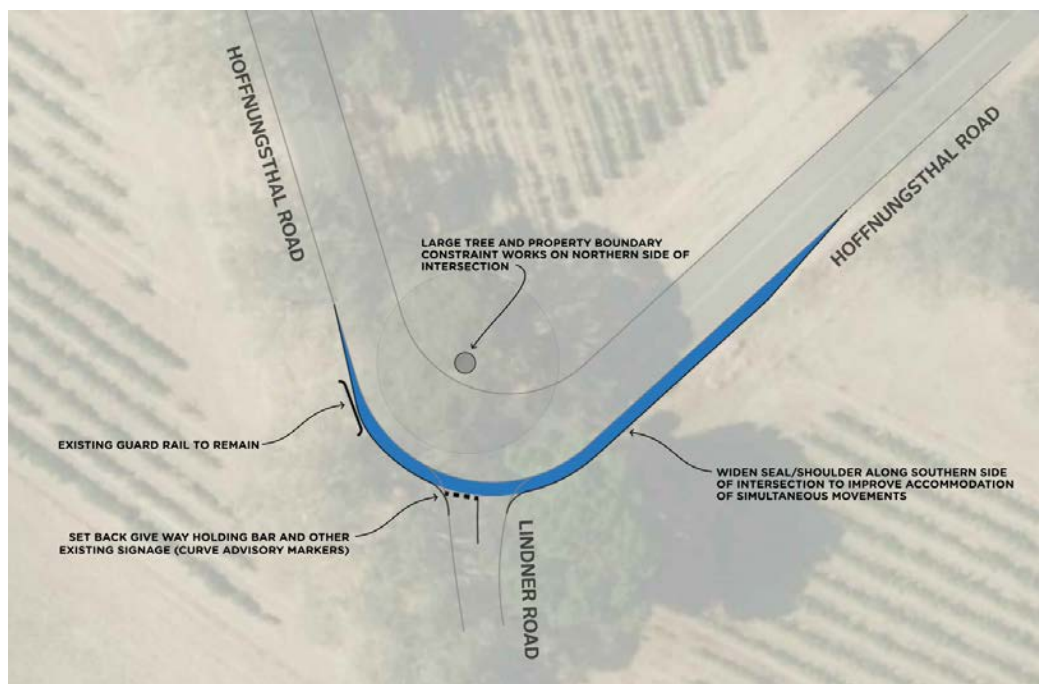 HOFFNUNGSTHAL ROAD
HOFFNUNGSTHAL ROAD
LARGE TREE AND PROPERTY BOUNDARY
CONSTRAINT WORKS ON NORTHERN SIDE OF
INTERSECTION
EXISTING GUARD RAIL TO REMAIN
WIDEN SEAL/SHOULDER ALONG SOUTHERN SIDE
OF INTERSECTION TO IMPROVE ACCOMMODATION
OF SIMULTANEOUS MOVEMENTS
SET BACK GIVE WAY HOLDING BAR AND OTHER
EXISTING SIGNAGE (CURVE ADVISORY MARKERS)
LINDNER ROAD